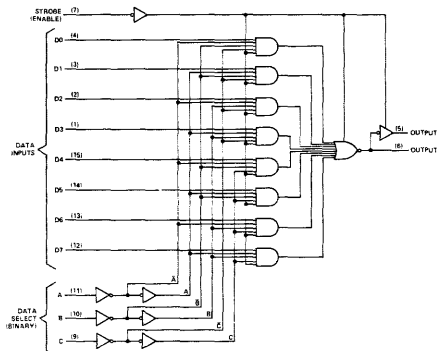 STROBE (7)
(ENABLE)
D0 (4)
D1 (3)
D2 (2)
D3 (1)
DATA
INPUTS
D4 (15)
D5 (14)
D6 (13)
D7 (12)
(5) OUTPUT
(6) OUTPUT
A̅
A (11) A
B̅
DATA
SELECT
(BINARY)
B (10) B
C̅
C (9) C